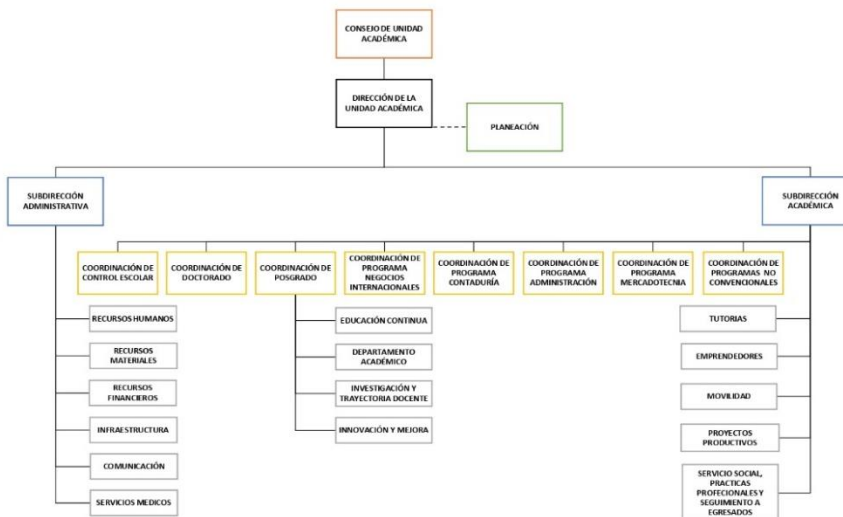 CONSEJO DE UNIDAD
ACADÉMICA
DIRECCIÓN DE LA
UNIDAD ACADÉMICA
PLANEACIÓN
SUBDIRECCIÓN
ADMINISTRATIVA
SUBDIRECCIÓN
ACADÉMICA
COORDINACIÓN DE
CONTROL ESCOLAR
COORDINACIÓN DE
DOCTORADO
COORDINACIÓN DE
POSGRADO
COORDINACIÓN DE
PROGRAMA
NEGOCIOS
INTERNACIONALES
COORDINACIÓN DE
PROGRAMA
CONTADURÍA
COORDINACIÓN DE
PROGRAMA
ADMINISTRACIÓN
COORDINACIÓN DE
PROGRAMA
MERCADOTECNIA
COORDINACIÓN DE
PROGRAMAS NO
CONVENCIONALES
RECURSOS HUMANOS
RECURSOS
MATERIALES
RECURSOS
FINANCIEROS
INFRAESTRUCTURA
COMUNICACIÓN
SERVICIOS MEDICOS
EDUCACIÓN CONTINUA
DEPARTAMENTO
ACADÉMICO
INVESTIGACIÓN Y
TRAYECTORIA DOCENTE
INNOVACIÓN Y MEJORA
TUTORIAS
EMPRENDEDORES
MOVILIDAD
PROYECTOS
PRODUCTIVOS
SERVICIO SOCIAL,
PRACTICAS
PROFESIONALES Y
SEGUIMIENTO A
EGRESADOS